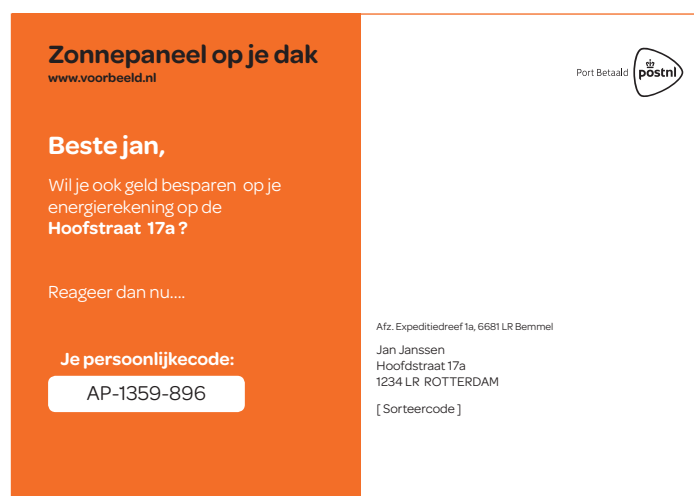 Zonnepaneel op je dak
www.voorbeeld.nl
Beste jan,
Wil je ook geld besparen op je
energierekening op de
Hoofstraat 17a ?
Reageer dan nu....
Je persoonlijkecode:
AP-1359-896
Port Betaald
postnl
Afz. Expeditiedreef 1a, 6681 LR Bemmel
Jan Janssen
Hoofdstraat 17a
1234 LR ROTTERDAM
[ Sorteercode ]